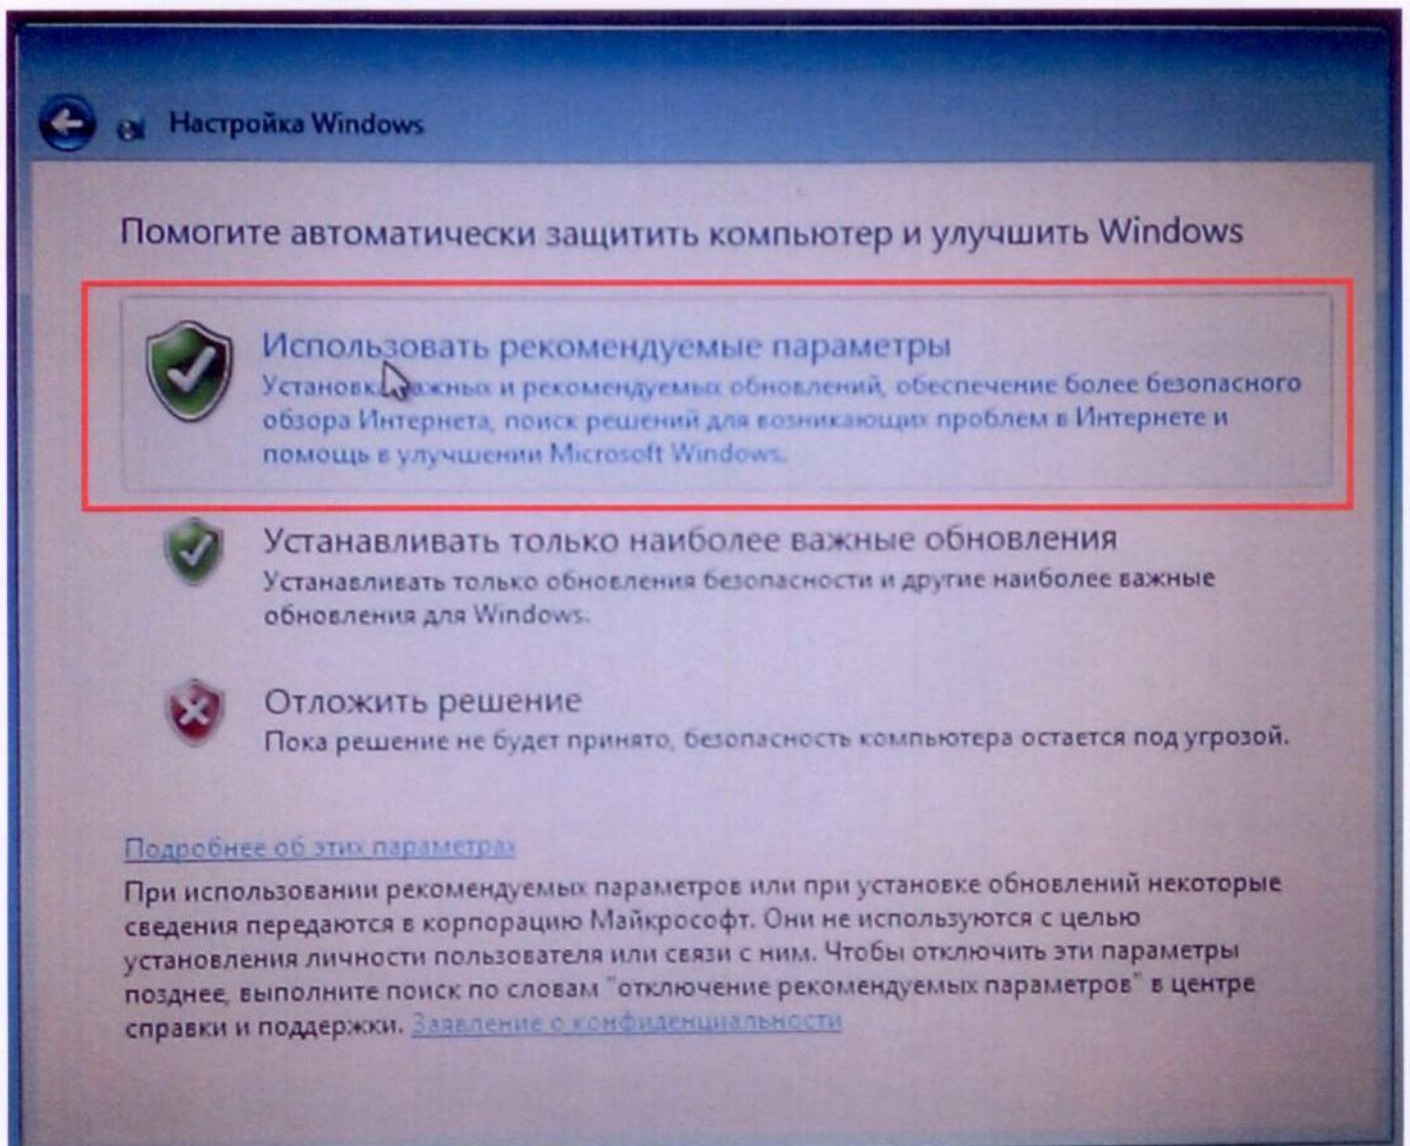 Настройка Windows
Помогите автоматически защитить компьютер и улучшить Windows
Использовать рекомендуемые параметры
Установка важных и рекомендуемых обновлений, обеспечение более безопасного
обзора Интернета, поиск решений для возникающих проблем в Интернете и
помощь в улучшении Microsoft Windows.
Устанавливать только наиболее важные обновления
Устанавливать только обновления безопасности и другие наиболее важные
обновления для Windows.
Отложить решение
Пока решение не будет принято, безопасность компьютера остается под угрозой.
Подробнее об этих параметрах
При использовании рекомендуемых параметров или при установке обновлений некоторые
сведения передаются в корпорацию Майкрософт. Они не используются с целью
установления личности пользователя или связи с ним. Чтобы отключить эти параметры
позднее, выполните поиск по словам "отключение рекомендуемых параметров" в центре
справки и поддержки. Заявление о конфиденциальности